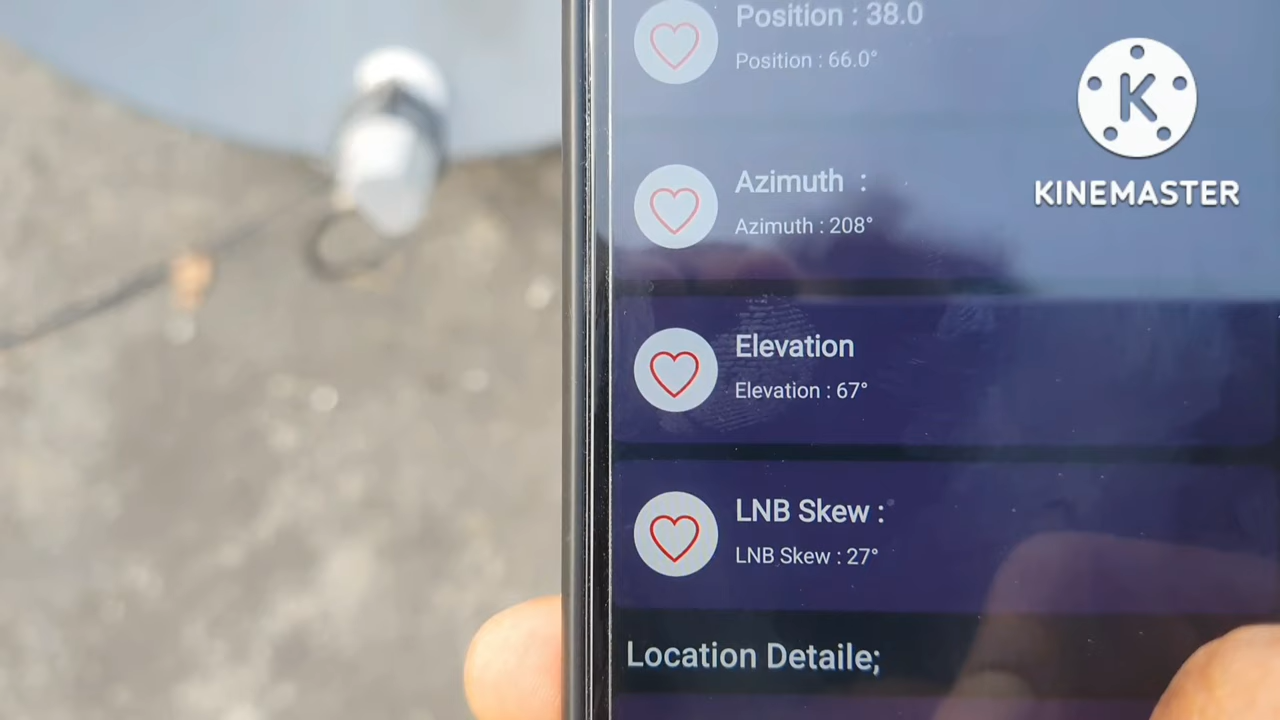 Position : 38.0
Position : 66.0°
K
KINEMASTER
Azimuth :
Azimuth : 208°
Elevation
Elevation : 67°
LNB Skew :
LNB Skew : 27°
Location Detaile;